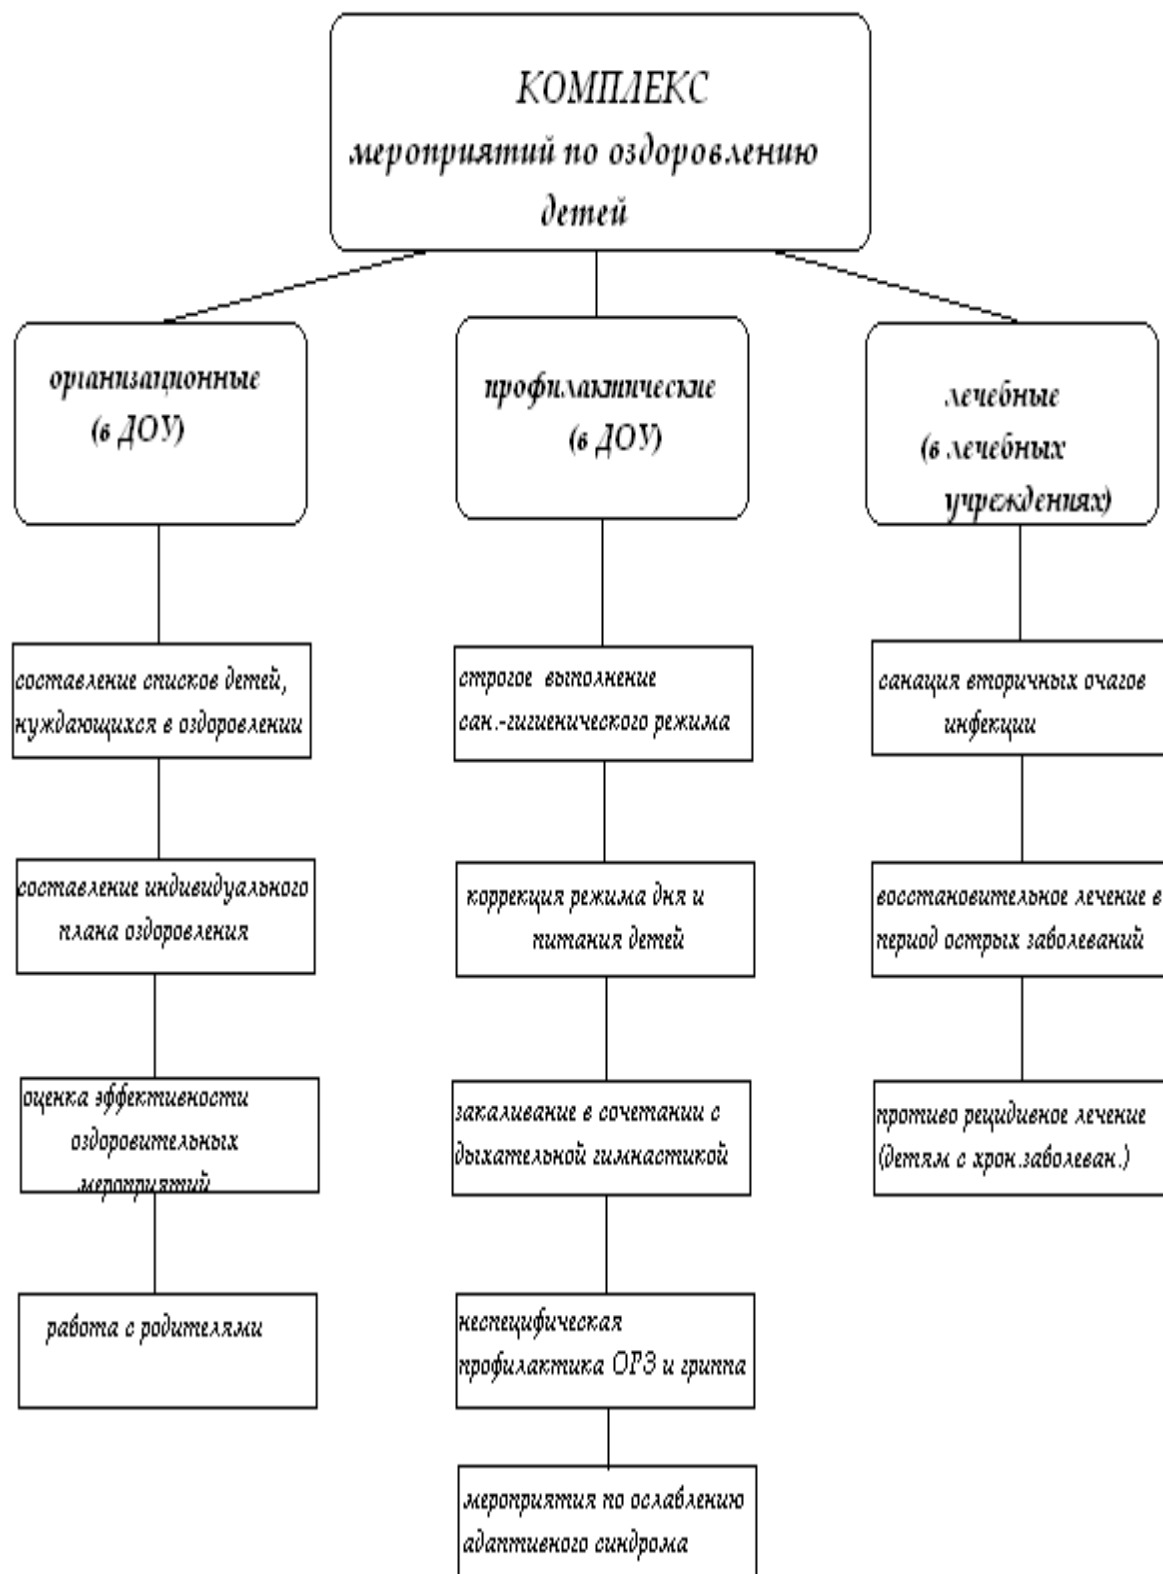 КОМПЛЕКС
мероприятий по оздоровлению
детей
организационные
(в ДОУ)
составление списков детей,
нуждающихся в оздоровлении
составление индивидуального
плана оздоровления
оценка эффективности
оздоровительных
мероприятий
работа с родителями
профилактические
(в ДОУ)
строгое выполнение
сан.-гигиенического режима
коррекция режима дня и
питания детей
закаливание в сочетании с
дыхательной гимнастикой
неспецифическая
профилактика ОРЗ и гриппа
мероприятия по ослаблению
адаптивного синдрома
лечебные
(в лечебных
учреждениях)
санация вторичных очагов
инфекции
восстановительное лечение в
период острых заболеваний
противо рецидивное лечение
(детям с хрон.заболеван.)